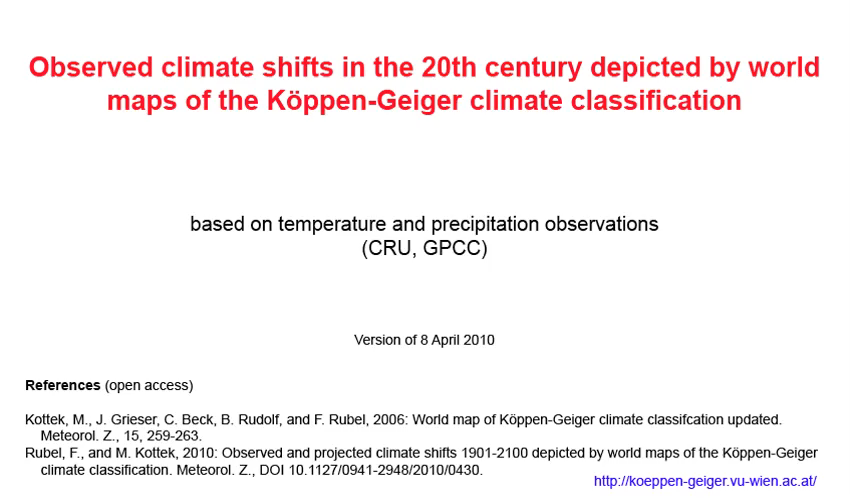 Observed climate shifts in the 20th century depicted by world
maps of the Köppen-Geiger climate classification
based on temperature and precipitation observations
(CRU, GPCC)
Version of 8 April 2010
References (open access)
Kottek, M., J. Grieser, C. Beck, B. Rudolf, and F. Rubel, 2006: World map of Köppen-Geiger climate classifcation updated.
Meteorol. Z., 15, 259-263.
Rubel, F., and M. Kottek, 2010: Observed and projected climate shifts 1901-2100 depicted by world maps of the Köppen-Geiger
climate classification. Meteorol. Z., DOI 10.1127/0941-2948/2010/0430.
http://koeppen-geiger.vu-wien.ac.at/